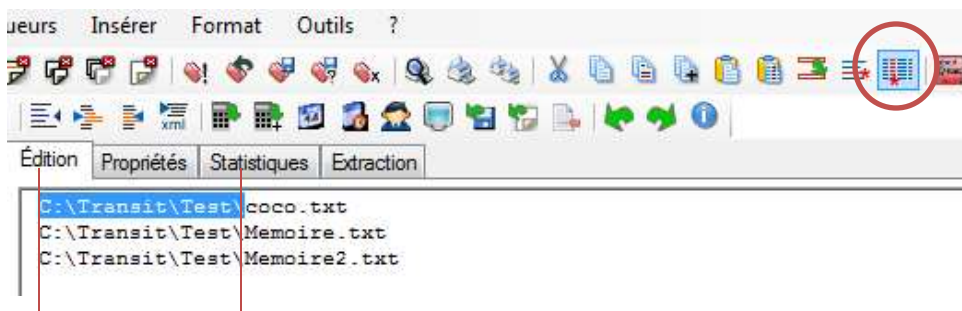 ueurs Insérer Format Outils ?
xml
Édition Propriétés Statistiques Extraction
C:\Transit\Test\coco.txt
C:\Transit\Test\Memoire.txt
C:\Transit\Test\Memoire2.txt